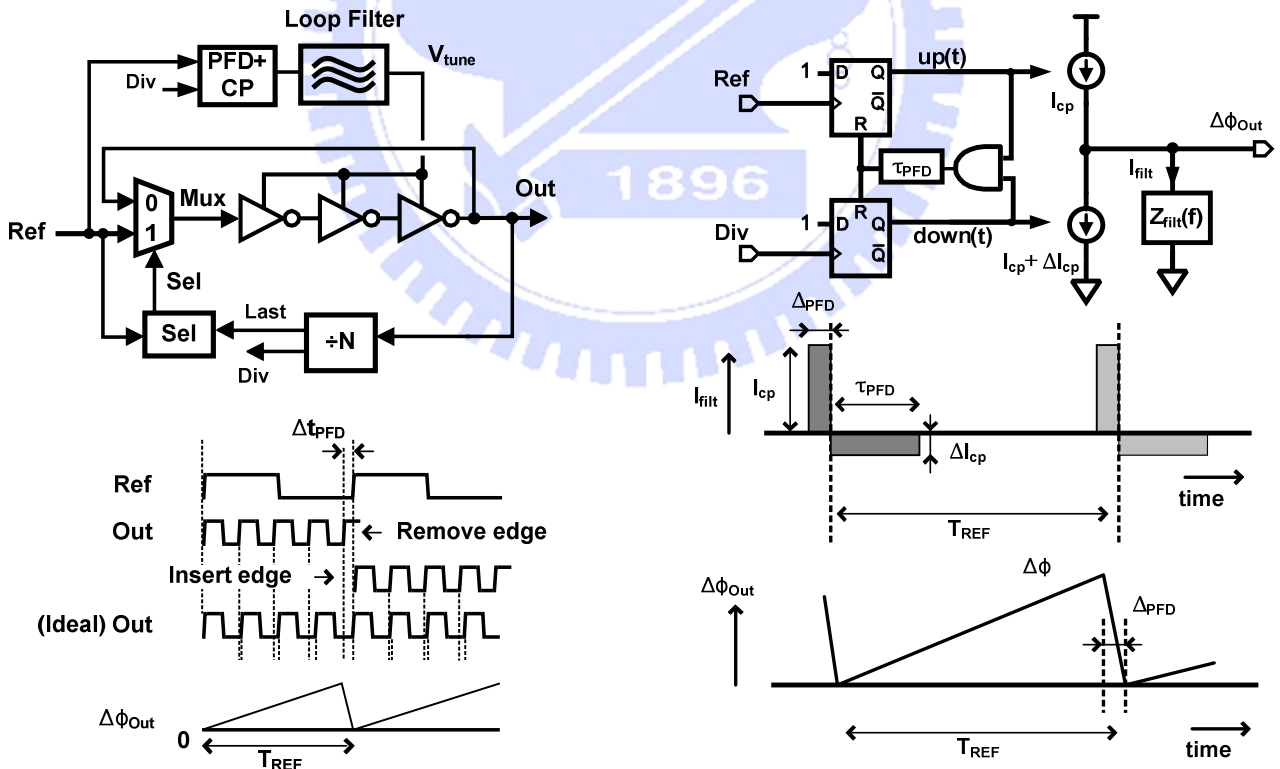 Loop Filter
PFD+
CP
Div
V_tune
Ref
0
1
Mux
Out
Sel
Sel
Last
÷N
Div
1896
Ref
1
D
Q
Q̅
R
up(t)
I_cp
Δϕ_Out
τ_PFD
I_filt
Z_filt(f)
R
Div
1
D
Q
Q̅
down(t)
I_cp + ΔI_cp
Δt_PFD
Ref
Out
Remove edge
Insert edge
(Ideal) Out
Δϕ_Out
0
T_REF
Δ_PFD
I_filt
I_cp
τ_PFD
ΔI_cp
time
T_REF
Δϕ_Out
Δϕ
Δ_PFD
T_REF
time